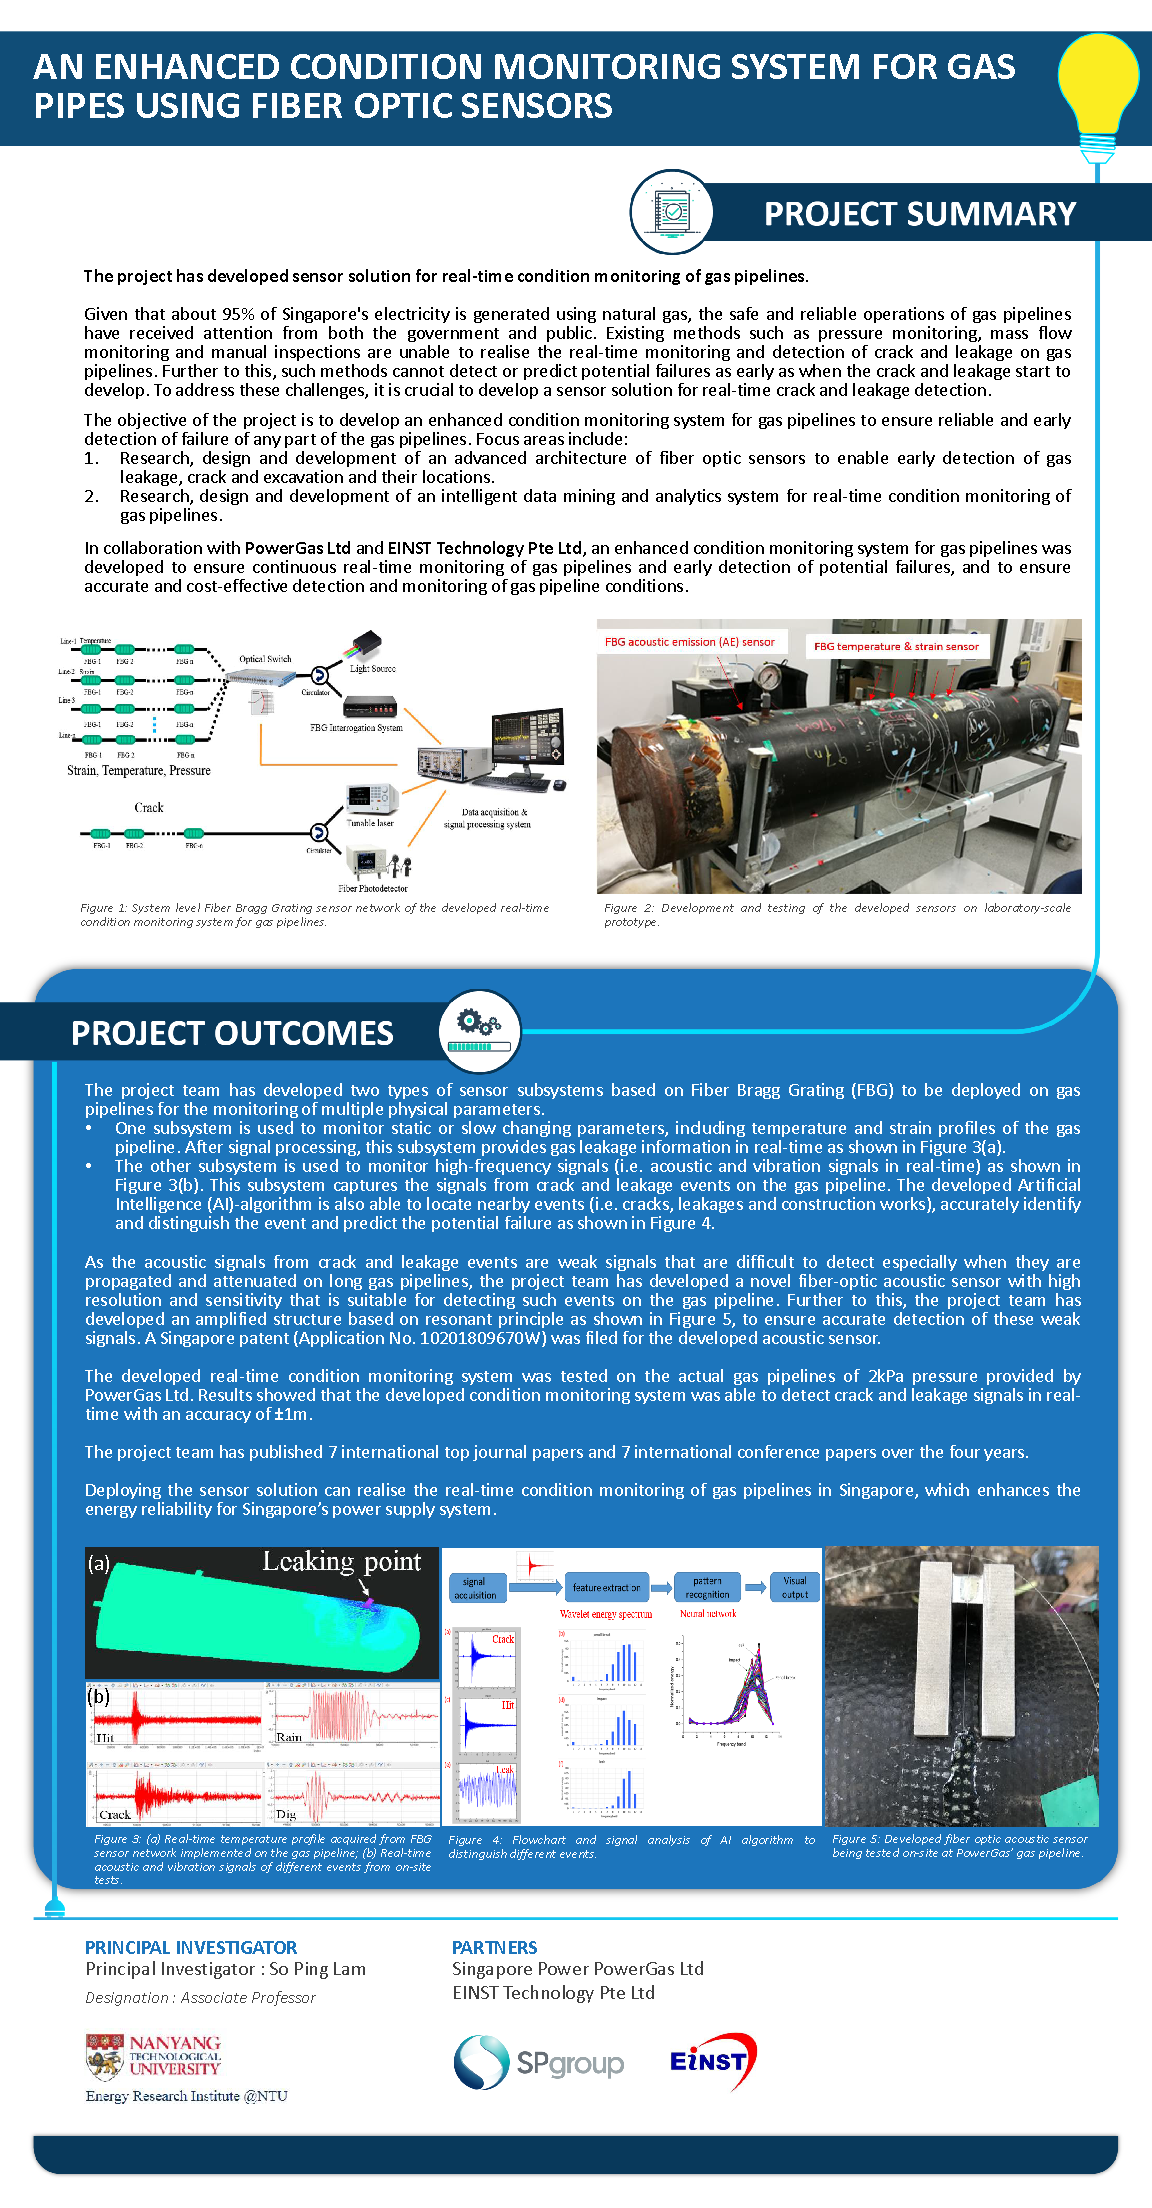 AN ENHANCED CONDITION MONITORING SYSTEM FOR GAS
PIPES USING FIBER OPTIC SENSORS
PROJECT SUMMARY
The project has developed sensor solution for real-time condition monitoring of gas pipelines.
Given that about 95% of Singapore's electricity is generated using natural gas, the safe and reliable operations of gas pipelines
have received attention from both the government and public. Existing methods such as pressure monitoring, mass flow
monitoring and manual inspections are unable to realise the real-time monitoring and detection of crack and leakage on gas
pipelines. Further to this, such methods cannot detect or predict potential failures as early as when the crack and leakage start to
develop. To address these challenges, it is crucial to develop a sensor solution for real-time crack and leakage detection.
The objective of the project is to develop an enhanced condition monitoring system for gas pipelines to ensure reliable and early
detection of failure of any part of the gas pipelines. Focus areas include:
1. Research, design and development of an advanced architecture of fiber optic sensors to enable early detection of gas
leakage, crack and excavation and their locations.
2. Research, design and development of an intelligent data mining and analytics system for real-time condition monitoring of
gas pipelines.
In collaboration with PowerGas Ltd and EINST Technology Pte Ltd, an enhanced condition monitoring system for gas pipelines was
developed to ensure continuous real-time monitoring of gas pipelines and early detection of potential failures, and to ensure
accurate and cost-effective detection and monitoring of gas pipeline conditions.
Line-1 Temperature
FBG-1 FBG-2 FBG-n
Line-2 Strain
FBG-1 FBG-2 FBG-n
Line-3
FBG-1 FBG-2 FBG-n
Line-n
FBG-1 FBG-2 FBG-n
Strain, Temperature, Pressure
Optical Switch
Circulator
Light Source
FBG Interrogation System
Crack
FBG-1 FBG-2 FBG-n
Circulator
Tunable laser
Fiber Photodetector
Data acquisition &
signal processing system
FBG acoustic emission (AE) sensor
FBG temperature & strain sensor
Figure 1: System level Fiber Bragg Grating sensor network of the developed real-time
condition monitoring system for gas pipelines.
Figure 2: Development and testing of the developed sensors on laboratory-scale
prototype.
PROJECT OUTCOMES
The project team has developed two types of sensor subsystems based on Fiber Bragg Grating (FBG) to be deployed on gas
pipelines for the monitoring of multiple physical parameters.
• One subsystem is used to monitor static or slow changing parameters, including temperature and strain profiles of the gas
pipeline. After signal processing, this subsystem provides gas leakage information in real-time as shown in Figure 3(a).
• The other subsystem is used to monitor high-frequency signals (i.e. acoustic and vibration signals in real-time) as shown in
Figure 3(b). This subsystem captures the signals from crack and leakage events on the gas pipeline. The developed Artificial
Intelligence (AI)-algorithm is also able to locate nearby events (i.e. cracks, leakages and construction works), accurately identify
and distinguish the event and predict the potential failure as shown in Figure 4.
As the acoustic signals from crack and leakage events are weak signals that are difficult to detect especially when they are
propagated and attenuated on long gas pipelines, the project team has developed a novel fiber-optic acoustic sensor with high
resolution and sensitivity that is suitable for detecting such events on the gas pipeline. Further to this, the project team has
developed an amplified structure based on resonant principle as shown in Figure 5, to ensure accurate detection of these weak
signals. A Singapore patent (Application No. 10201809670W) was filed for the developed acoustic sensor.
The developed real-time condition monitoring system was tested on the actual gas pipelines of 2kPa pressure provided by
PowerGas Ltd. Results showed that the developed condition monitoring system was able to detect crack and leakage signals in real-
time with an accuracy of ±1m.
The project team has published 7 international top journal papers and 7 international conference papers over the four years.
Deploying the sensor solution can realise the real-time condition monitoring of gas pipelines in Singapore, which enhances the
energy reliability for Singapore's power supply system.
(a) Leaking point
(b)
Hit
Rain
Crack
Dig
signal
acquisition
feature extraction
pattern
recognition
Visual
output
Wavelet energy spectrum
Neural network
Crack
Hit
Leak
Frequency band
Figure 3: (a) Real-time temperature profile acquired from FBG
sensor network implemented on the gas pipeline; (b) Real-time
acoustic and vibration signals of different events from on-site
tests.
Figure 4: Flowchart and signal analysis of AI algorithm to
distinguish different events.
Figure 5: Developed fiber optic acoustic sensor
being tested on-site at PowerGas' gas pipeline.
PRINCIPAL INVESTIGATOR
Principal Investigator : So Ping Lam
Designation : Associate Professor
PARTNERS
Singapore Power PowerGas Ltd
EINST Technology Pte Ltd
NANYANG
TECHNOLOGICAL
UNIVERSITY
Energy Research Institute @NTU
SPgroup
EiNST